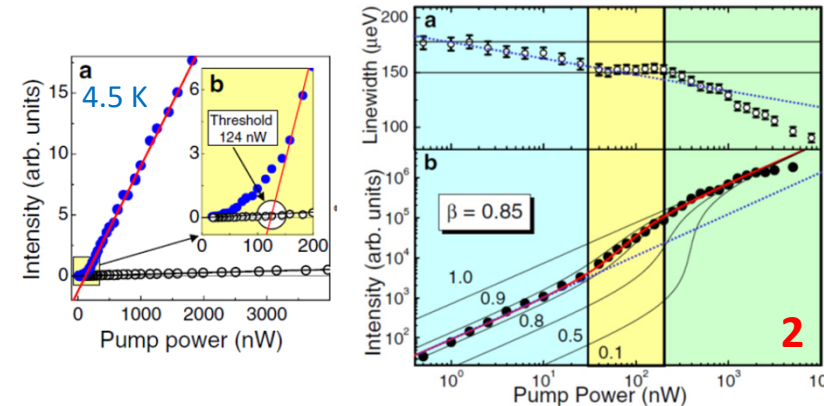 a
4.5 K
Intensity (arb. units)
15
10
5
0
0
1000
2000
3000
Pump power (nW)
b
Threshold
124 nW
6
3
0
0
100
200
a
Linewidth (μeV)
200
150
100
b
β = 0.85
Intensity (arb. units)
10⁶
10⁵
10⁴
10³
10²
1.0
0.9
0.8
0.5
0.1
2
10⁰
10¹
10²
10³
10
Pump Power (nW)